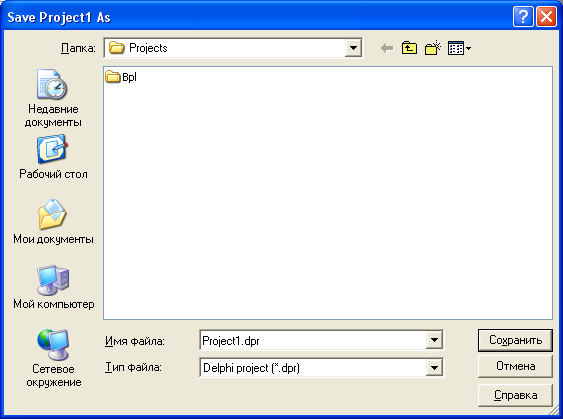 Save Project1 As
Папка:
Projects
Bpl
Недавние
документы
Рабочий стол
Мои документы
Мой компьютер
Сетевое
окружение
Имя файла:
Project1.dpr
Сохранить
Тип файла:
Delphi project (*.dpr)
Отмена
Справка